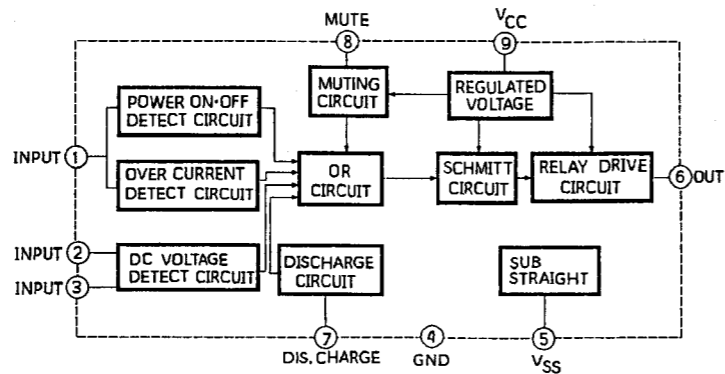 MUTE
8
VCC
9
POWER ON·OFF
DETECT CIRCUIT
MUTING
CIRCUIT
REGULATED
VOLTAGE
INPUT 1
OVER CURRENT
DETECT CIRCUIT
OR
CIRCUIT
SCHMITT
CIRCUIT
RELAY DRIVE
CIRCUIT
6 OUT
INPUT 2
INPUT 3
DC VOLTAGE
DETECT CIRCUIT
DISCHARGE
CIRCUIT
SUB
STRAIGHT
7
DIS. CHARGE
4
GND
5
VSS